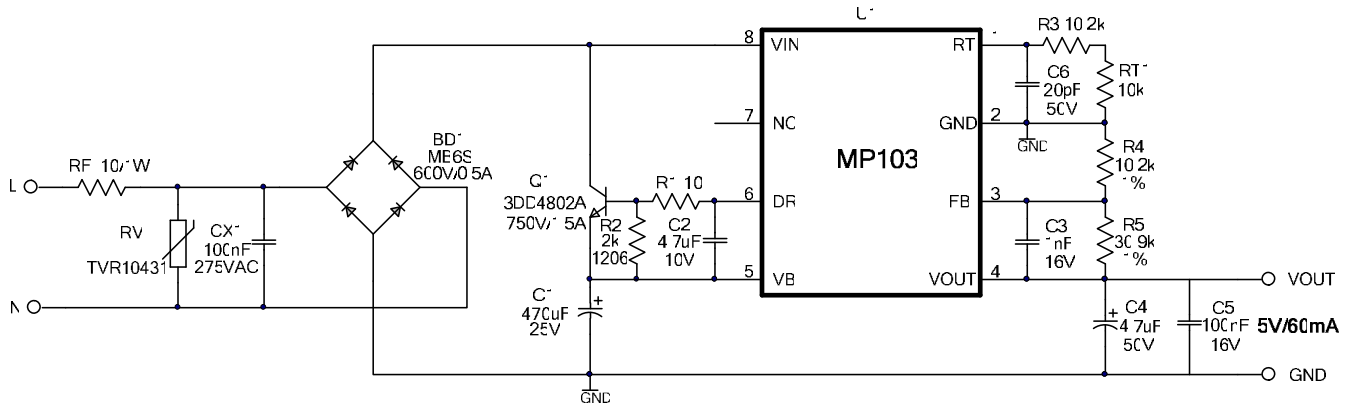 U1
8
VIN
RT
1
R3 10.2k
RT1
10k
C6
20pF
50V
7
NC
GND
2
GND
MP103
BD1
MB6S
600V/0.5A
RF 10/1W
L
RV
TVR10431
CX1
100nF
275VAC
N
Q1
3DD4802A
750V/1.5A
R1 10
R2
2k
1206
C2
4.7uF
10V
6
DR
5
VB
FB
3
VOUT
4
R4
10.2k
1%
C3
1nF
16V
R5
30.9k
1%
C1
470uF
25V
GND
C4
4.7uF
50V
C5
100nF
16V
VOUT
5V/60mA
GND